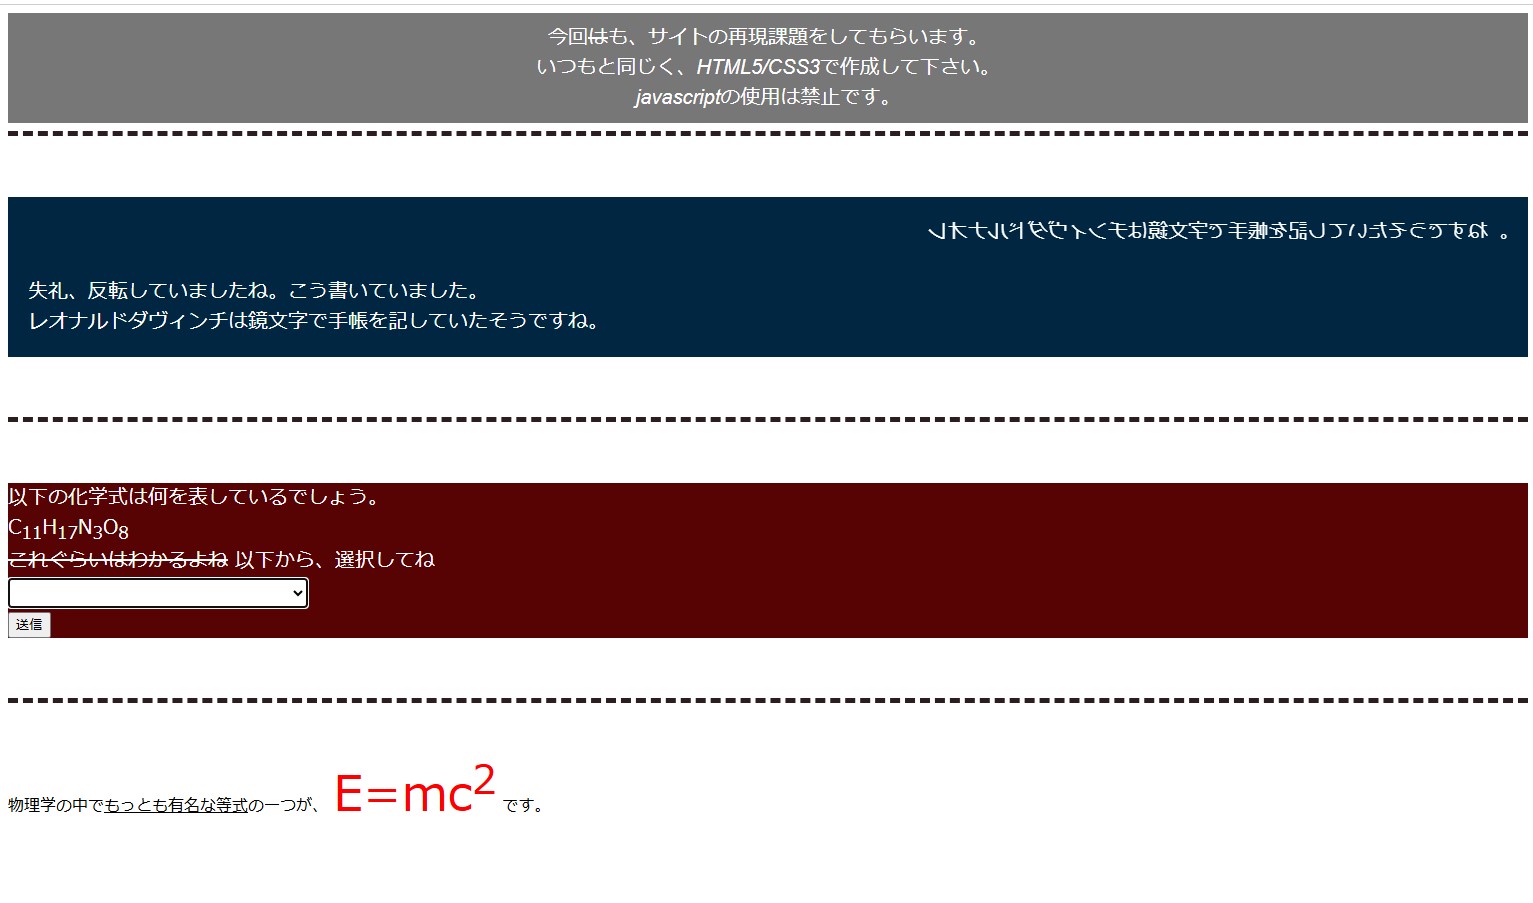 今回~~は~~も、サイトの再現課題をしてもらいます。
いつもと同じく、HTML5/CSS3で作成して下さい。
javascriptの使用は禁止です。
レオナルドダヴィンチは鏡文字で手帳を記していたそうですね。
失礼、反転していましたね。こう書いていました。
レオナルドダヴィンチは鏡文字で手帳を記していたそうですね。
以下の化学式は何を表しているでしょう。
C₁₁H₁₇N₃O₈
~~これぐらいはわかるよね~~ 以下から、選択してね
送信
物理学の中でもっとも有名な等式の一つが、 E=mc² です。